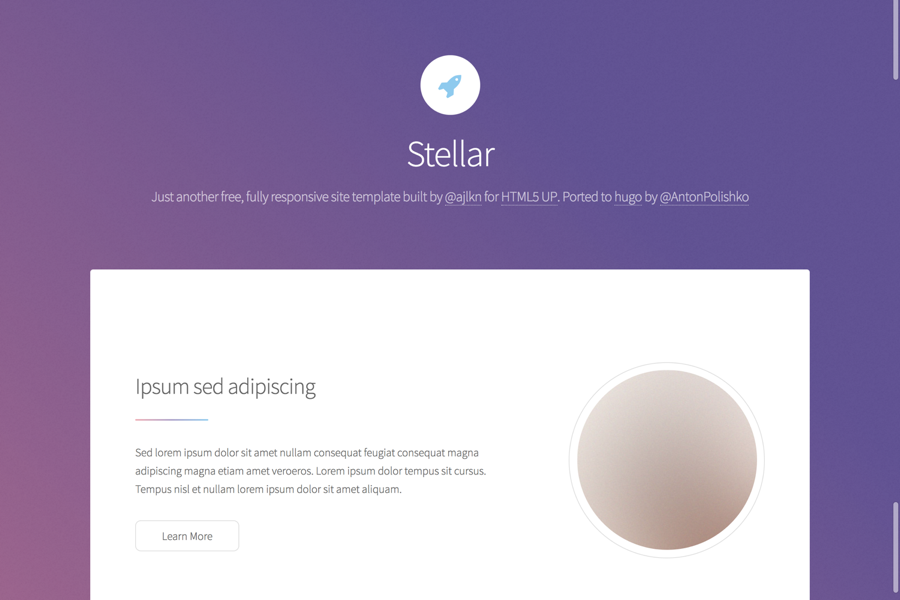 Stellar
Just another free, fully responsive site template built by @ajlkn for HTML5 UP. Ported to hugo by @AntonPolishko
Ipsum sed adipiscing
Sed lorem ipsum dolor sit amet nullam consequat feugiat consequat magna
adipiscing magna etiam amet veroeros. Lorem ipsum dolor tempus sit cursus.
Tempus nisl et nullam lorem ipsum dolor sit amet aliquam.
Learn More